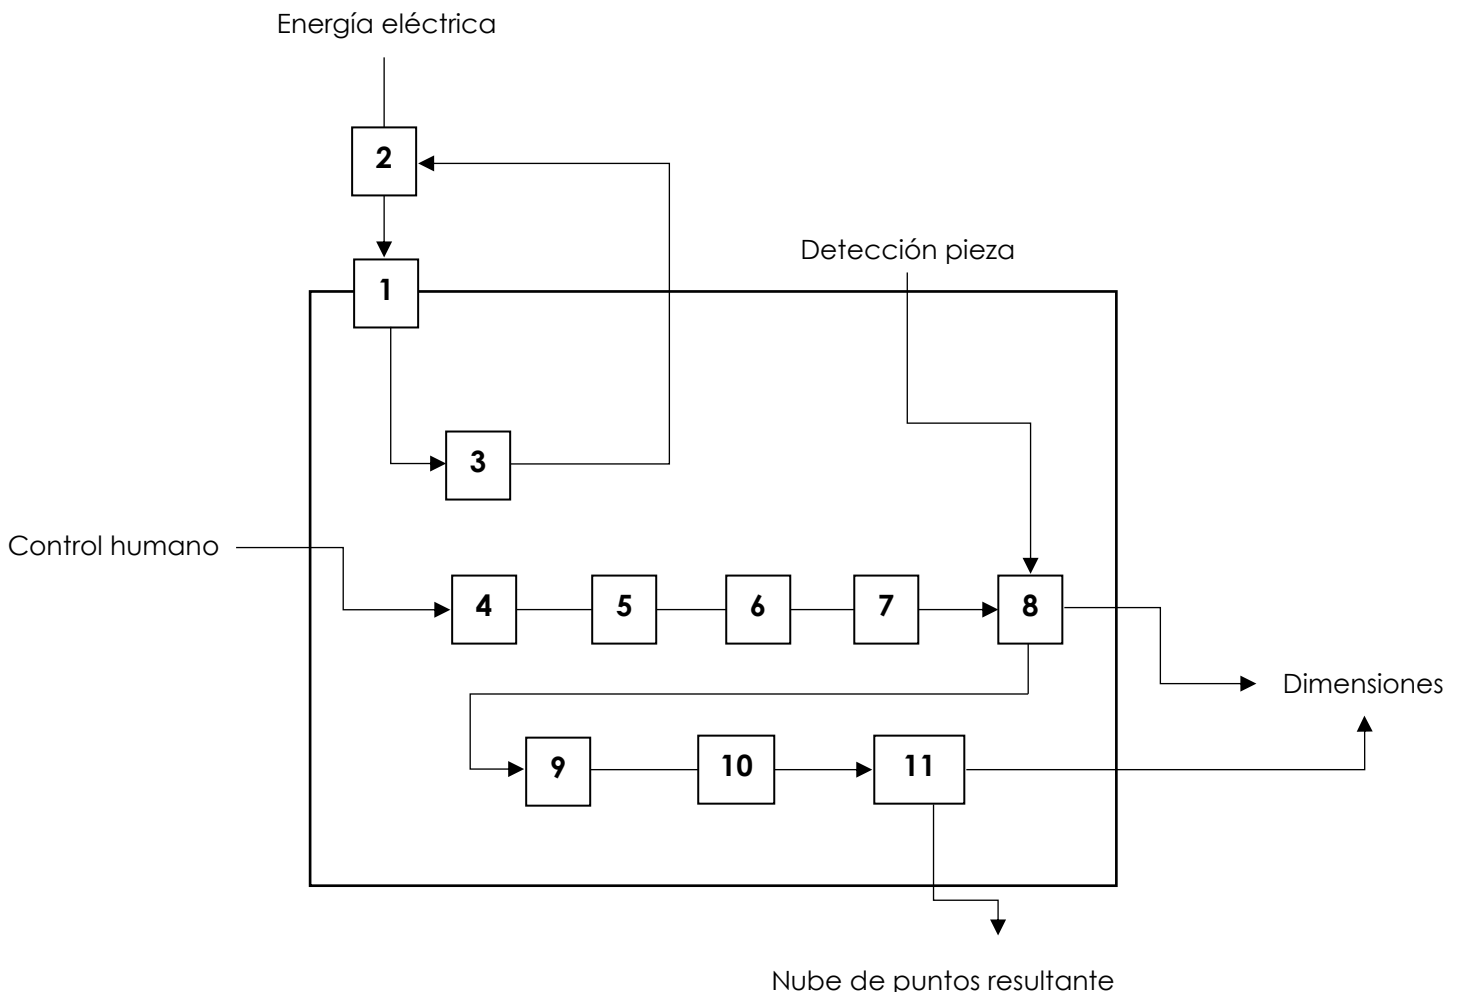 Energía eléctrica
2
Detección pieza
1
3
Control humano
4 5 6 7 8
Dimensiones
9 10 11
Nube de puntos resultante